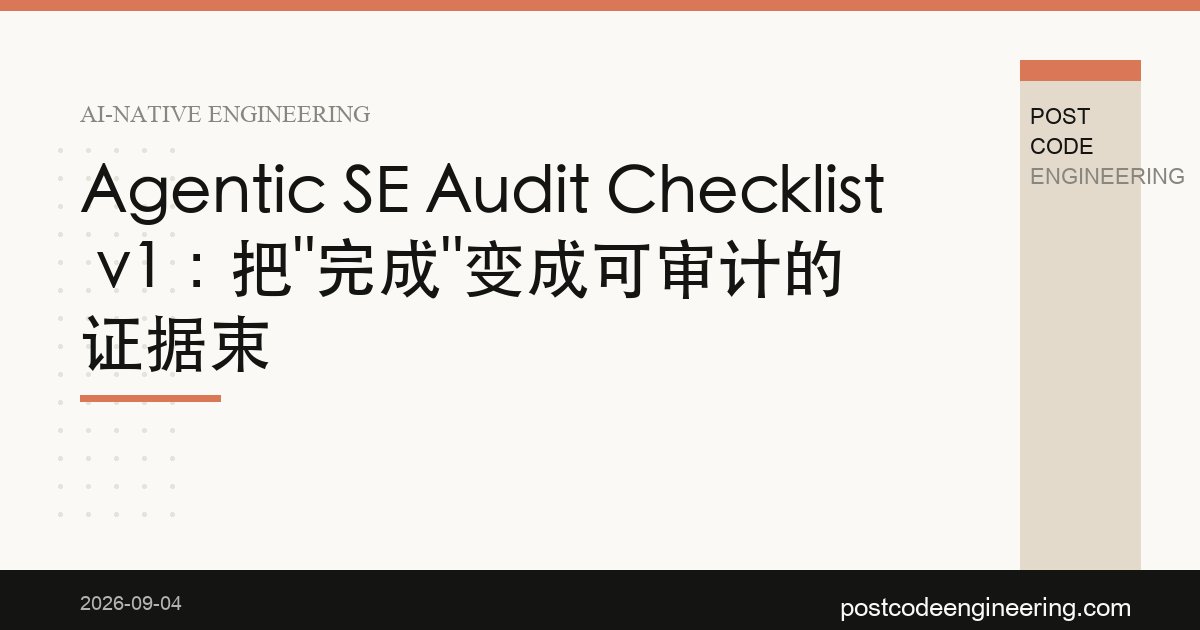 AI-NATIVE ENGINEERING
Agentic SE Audit Checklist
v1：把"完成"变成可审计的
证据束
POST
CODE
ENGINEERING
2026-09-04
postcodeengineering.com